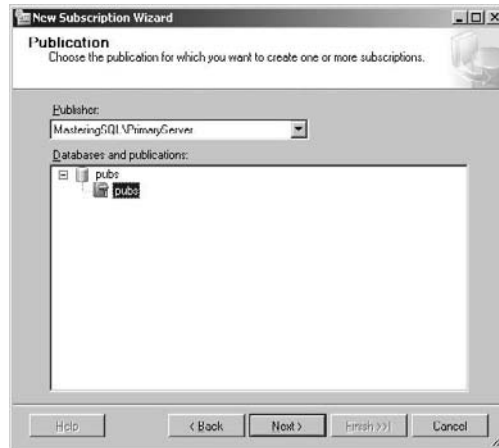 New Subscription Wizard
Publication
Choose the publication for which you want to create one or more subscriptions.
Publisher:
MasteringSQL\PrimaryServer
Databases and publications:
pubs
pubs
Help
< Back
Next >
Finish >>|
Cancel